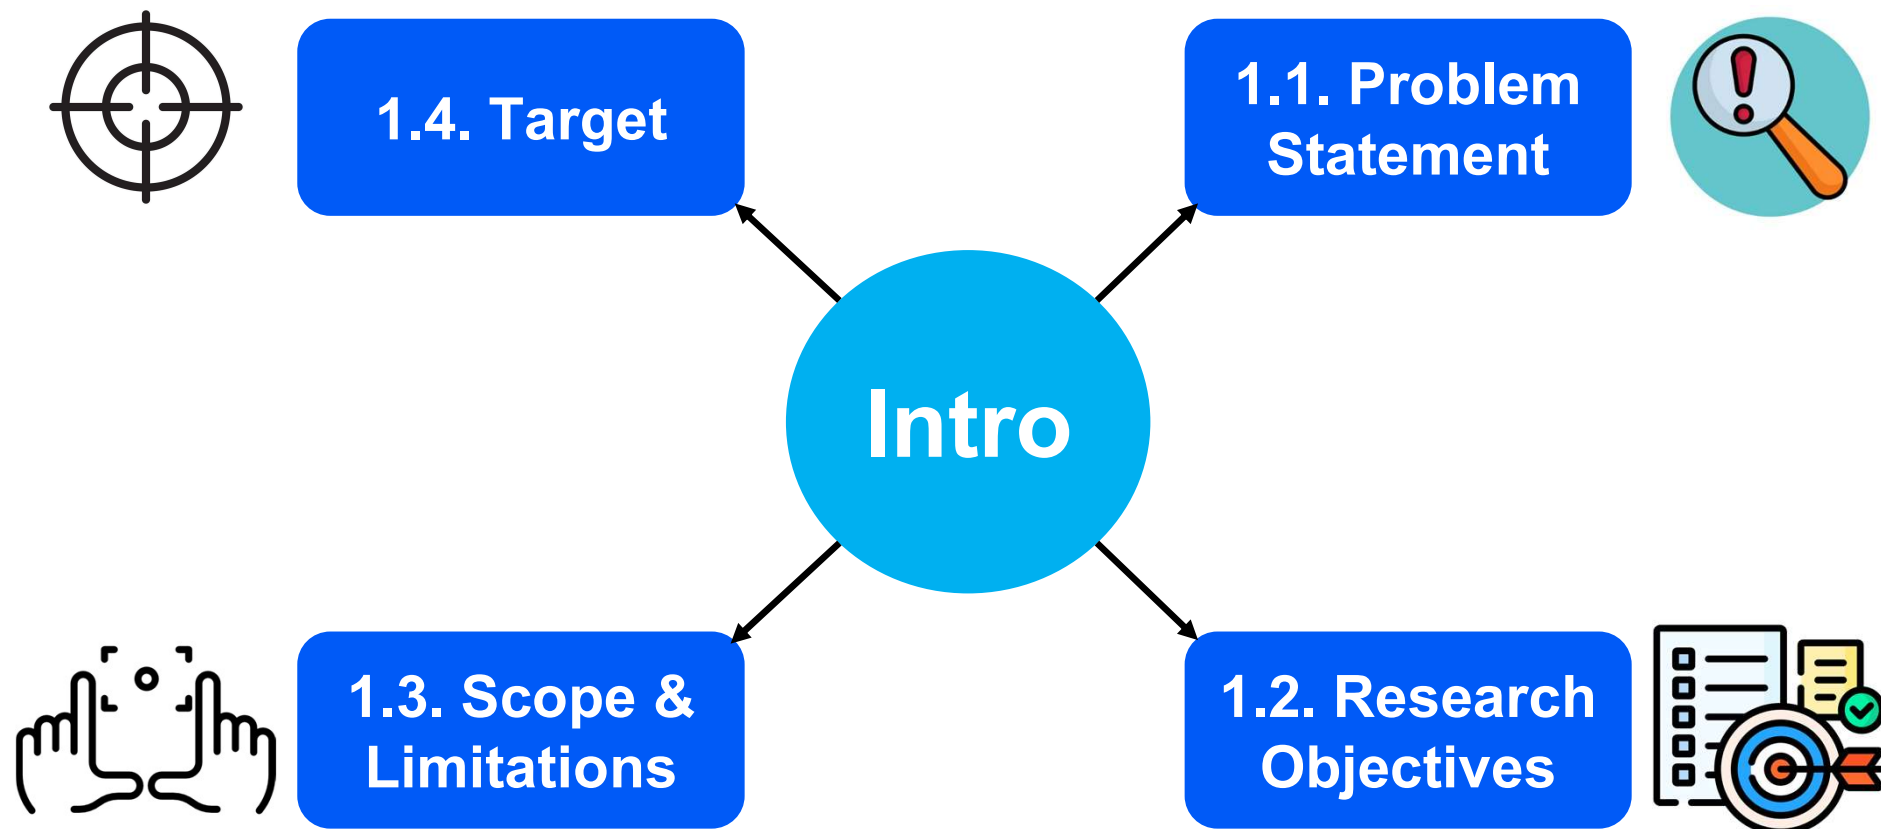 1.4. Target
1.1. Problem
Statement
Intro
1.3. Scope &
Limitations
1.2. Research
Objectives